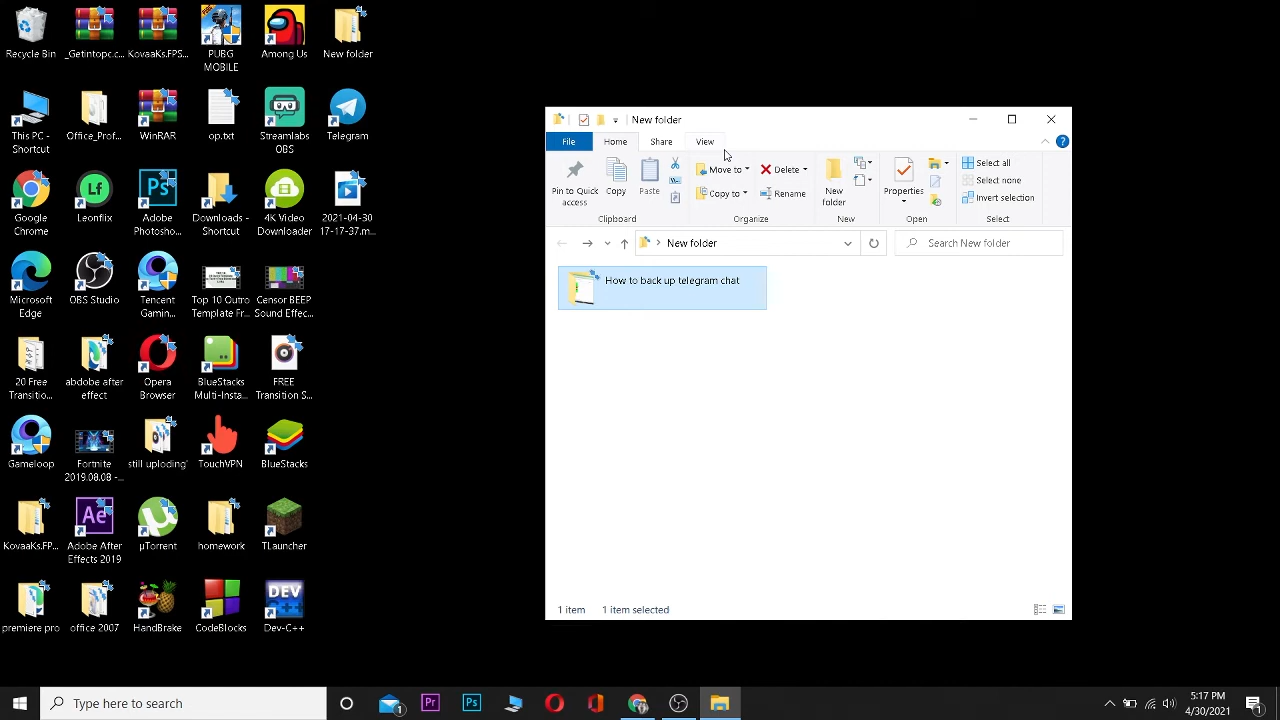 Recycle Bin
_Getintopc.c...
KovaaKs.FPS...
PUBG
MOBILE
Among Us
New folder
This PC -
Shortcut
Office_Prof...
WinRAR
op.txt
Streamlabs
OBS
Telegram
Google
Chrome
Leonflix
Adobe
Photosho...
Downloads -
Shortcut
4K Video
Downloader
2021-04-30
17-17-37.m...
Microsoft
Edge
OBS Studio
Tencent
Gamin...
Top 10 Outro
Template Fr...
Censor BEEP
Sound Effec...
20 Free
Transitio...
abdobe after
effect
Opera
Browser
BlueStacks
Multi-Insta...
FREE
Transition S...
Gameloop
Fortnite
2019.08.08 -...
still uploding'
TouchVPN
BlueStacks
KovaaKs.FP...
Adobe After
Effects 2019
µTorrent
homework
TLauncher
premiere pro
office 2007
HandBrake
CodeBlocks
Dev-C++
New folder
File
Home
Share
View
Pin to Quick
access
Copy
Paste
Move to
Copy to
Delete
Rename
New
folder
Properties
Select all
Select none
Invert selection
Clipboard
Organize
New
Open
Select
New folder
Search New folder
How to back up telegram chat
1 item
1 item selected
Type here to search
5:17 PM
4/30/2021